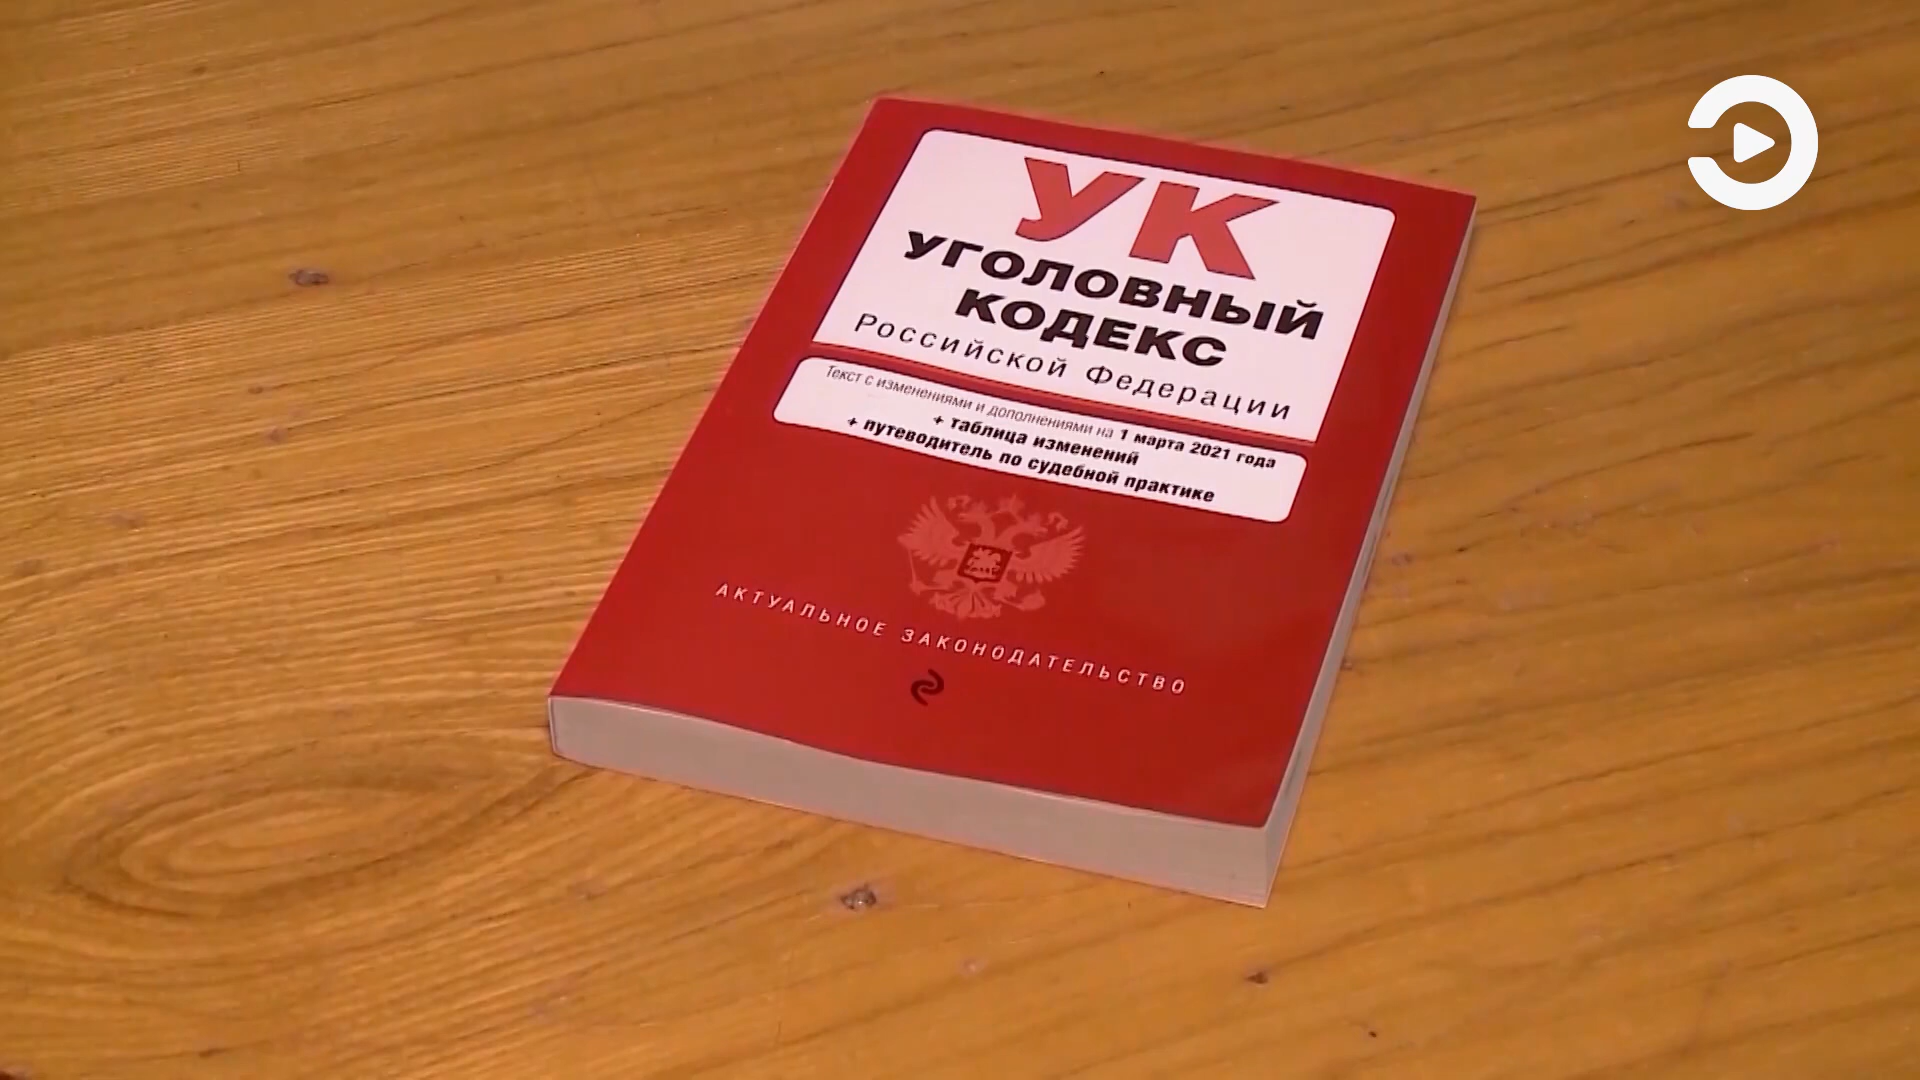 УК
УГОЛОВНЫЙ
КОДЕКС
Российской Федерации
Текст с изменениями и дополнениями на 1 марта 2021 года
+ таблица изменений
+ путеводитель по судебной практике
АКТУАЛЬНОЕ ЗАКОНОДАТЕЛЬСТВО